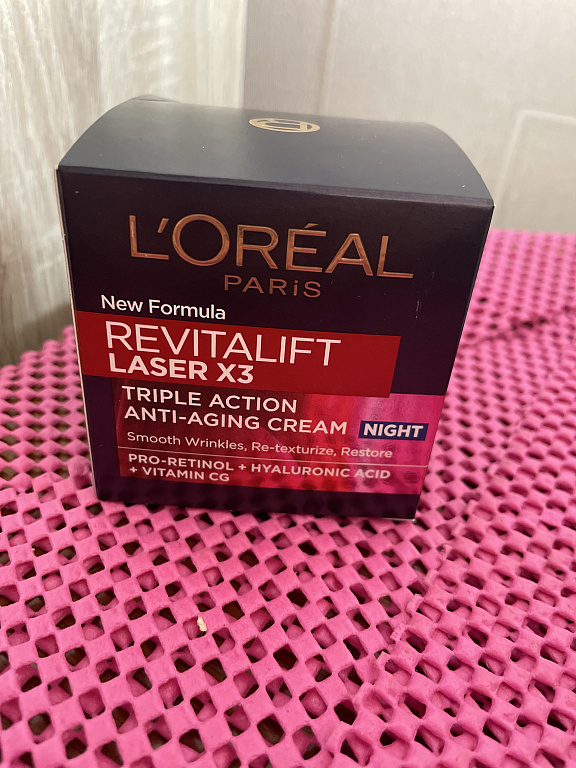 L'ORÉAL
PARiS
New Formula
REVITALIFT
LASER X3
TRIPLE ACTION
ANTI-AGING CREAM NIGHT
Smooth Wrinkles, Re-texturize, Restore
PRO-RETINOL + HYALURONIC ACID
+ VITAMIN CG